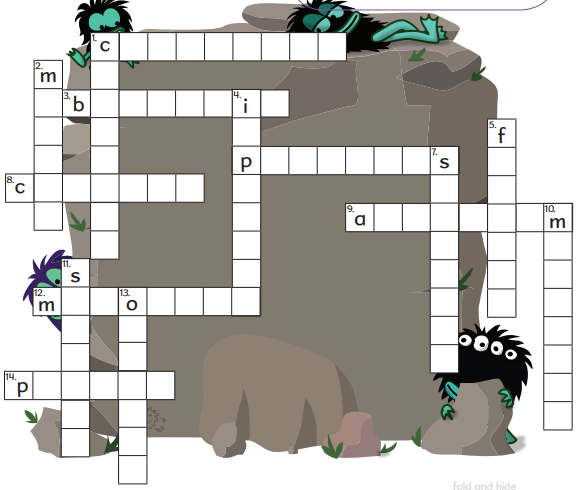 1. c
2. m
3. b 4. i
5. f
p 7. s
8. c
9. a 10. m
11. s
12. m 13. o
14. p
fold and hide